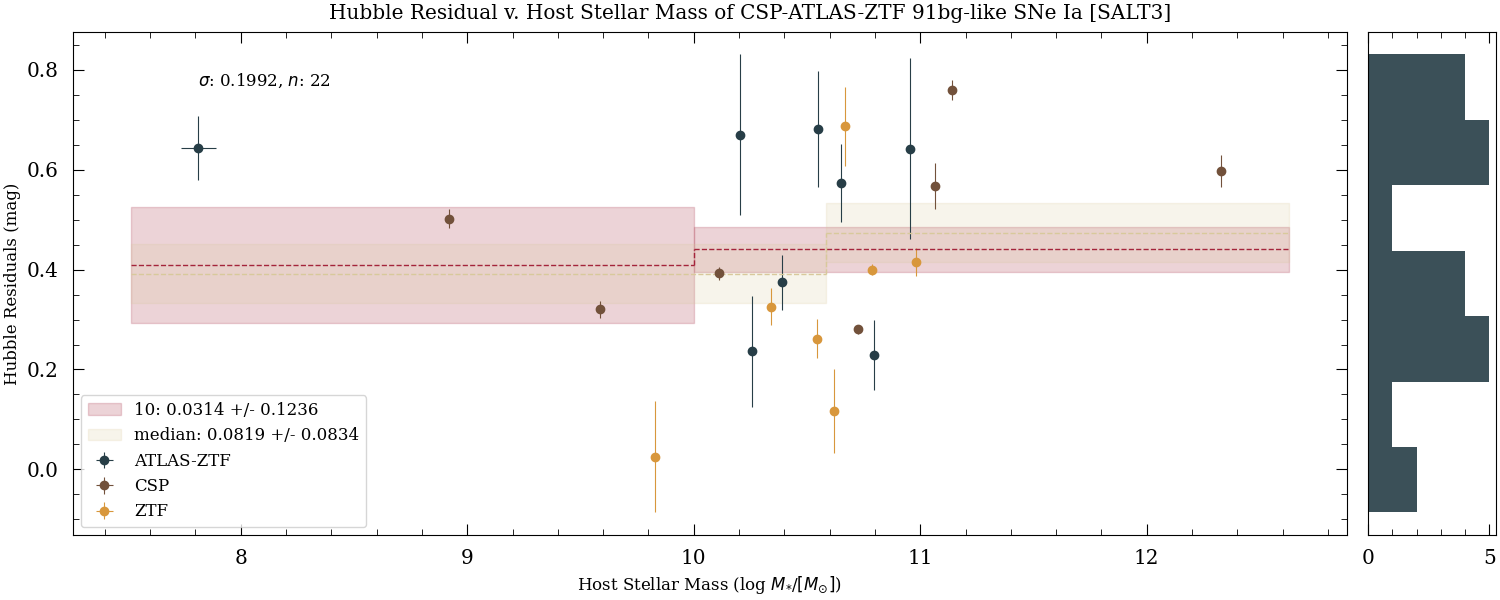 Hubble Residual v. Host Stellar Mass of CSP-ATLAS-ZTF 91bg-like SNe Ia [SALT3]
σ: 0.1992, n: 22
Hubble Residuals (mag)
0.8
0.6
0.4
0.2
0.0
10: 0.0314 +/- 0.1236
median: 0.0819 +/- 0.0834
ATLAS-ZTF
CSP
ZTF
8 9 10 11 12
0 5
Host Stellar Mass (log M*/[M⊙])